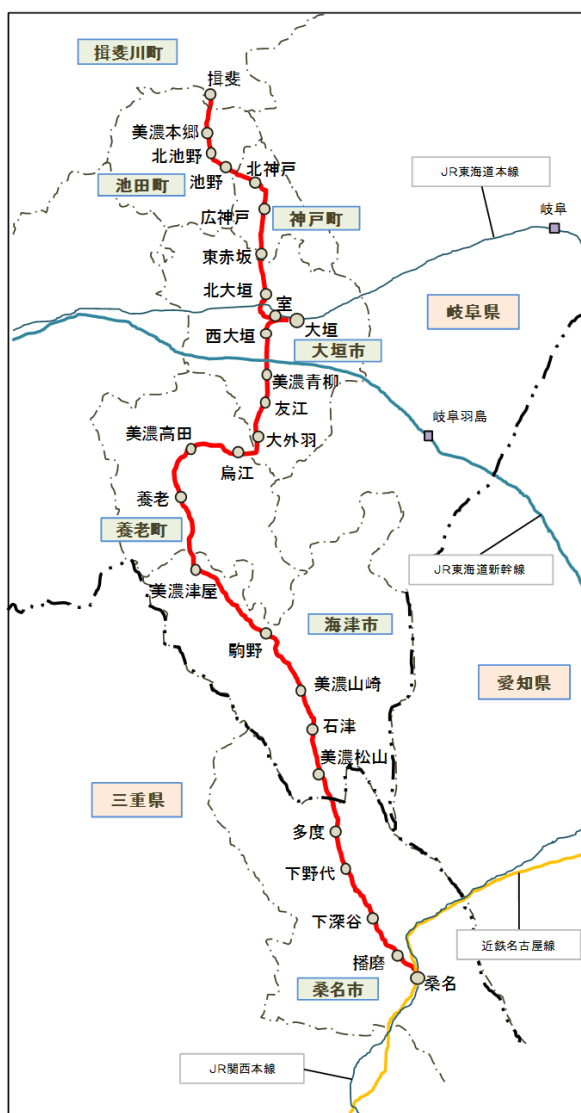 揖斐川町
揖斐
美濃本郷
北池野
池野
北神戸
池田町
JR東海道本線
岐阜
広神戸
神戸町
東赤坂
北大垣
室
大垣
岐阜県
西大垣
大垣市
美濃青柳
友江
岐阜羽島
美濃高田
大外羽
烏江
養老
養老町
美濃津屋
JR東海道新幹線
海津市
駒野
美濃山崎
愛知県
石津
美濃松山
三重県
多度
下野代
下深谷
近鉄名古屋線
播磨
桑名
桑名市
JR関西本線